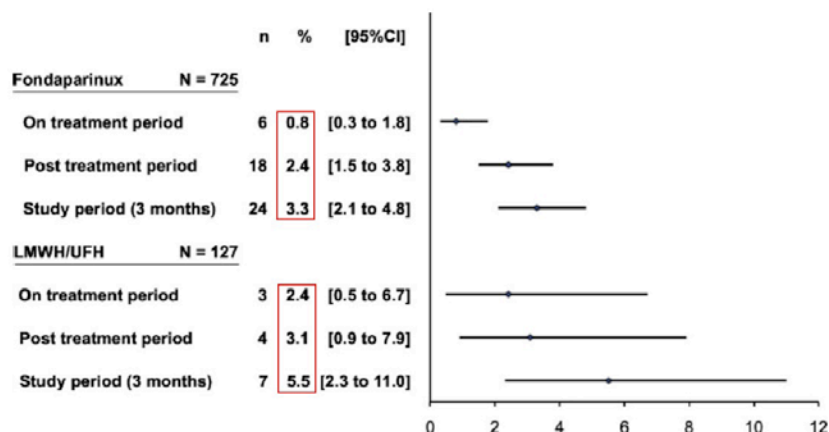 n % [95%CI]
Fondaparinux N = 725
On treatment period 6 0.8 [0.3 to 1.8]
Post treatment period 18 2.4 [1.5 to 3.8]
Study period (3 months) 24 3.3 [2.1 to 4.8]
LMWH/UFH N = 127
On treatment period 3 2.4 [0.5 to 6.7]
Post treatment period 4 3.1 [0.9 to 7.9]
Study period (3 months) 7 5.5 [2.3 to 11.0]
0 2 4 6 8 10 12